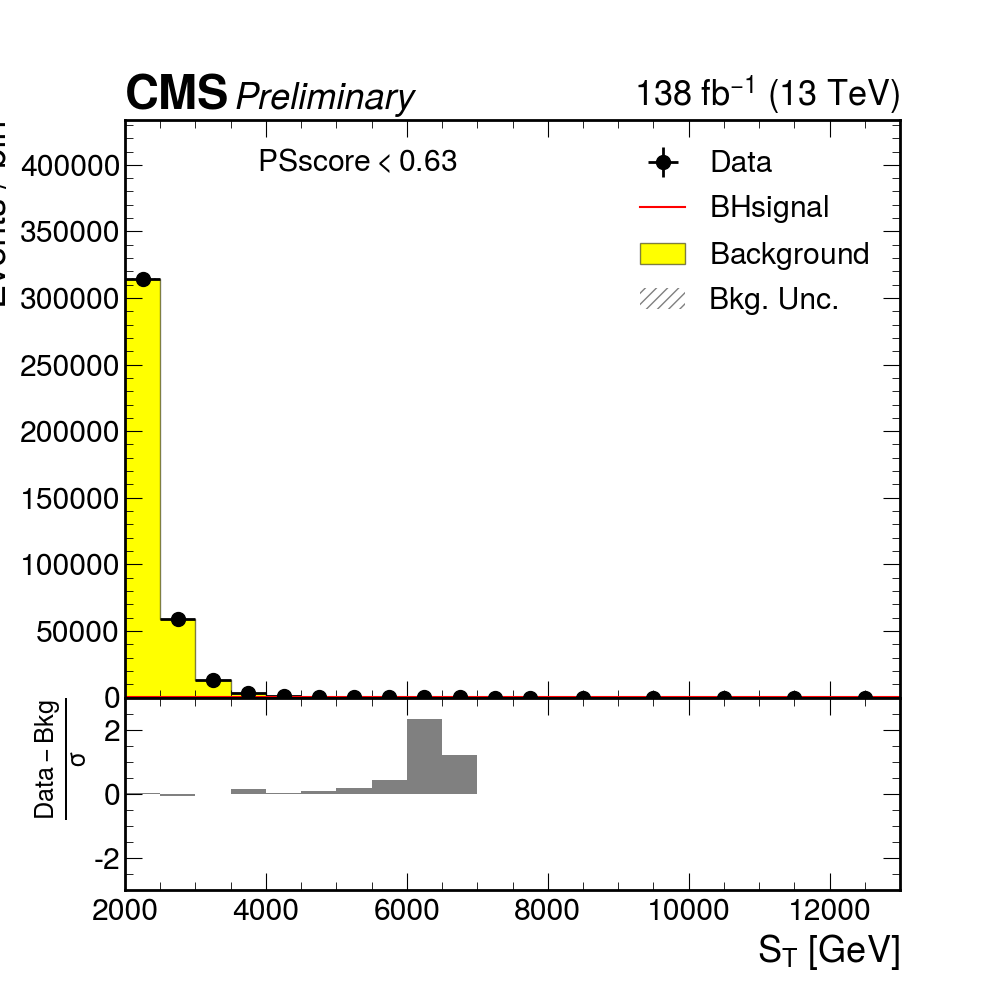 CMS Preliminary
138 fb⁻¹ (13 TeV)
PSscore < 0.63
Data
BHsignal
Background
Bkg. Unc.
400000
350000
300000
250000
200000
150000
100000
50000
0
Data – Bkg
σ
2
0
-2
2000 4000 6000 8000 10000 12000
S_T [GeV]